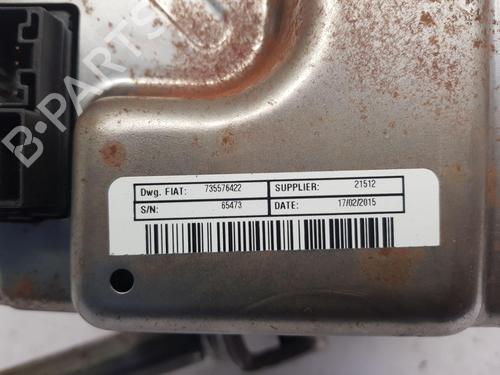 B-PARTS
Dwg. FIAT: 735576422 SUPPLIER: 21512
S/N: 65473 DATE: 17/02/2015